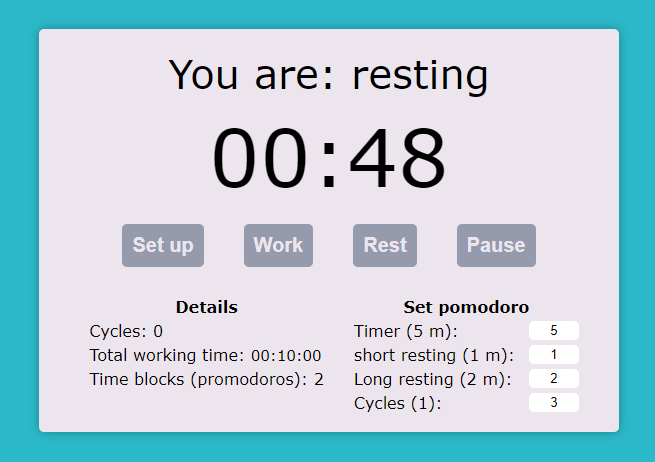 You are: resting
00:48
Set up Work Rest Pause
Details
Cycles: 0
Total working time: 00:10:00
Time blocks (promodoros): 2
Set pomodoro
Timer (5 m): 5
short resting (1 m): 1
Long resting (2 m): 2
Cycles (1): 3